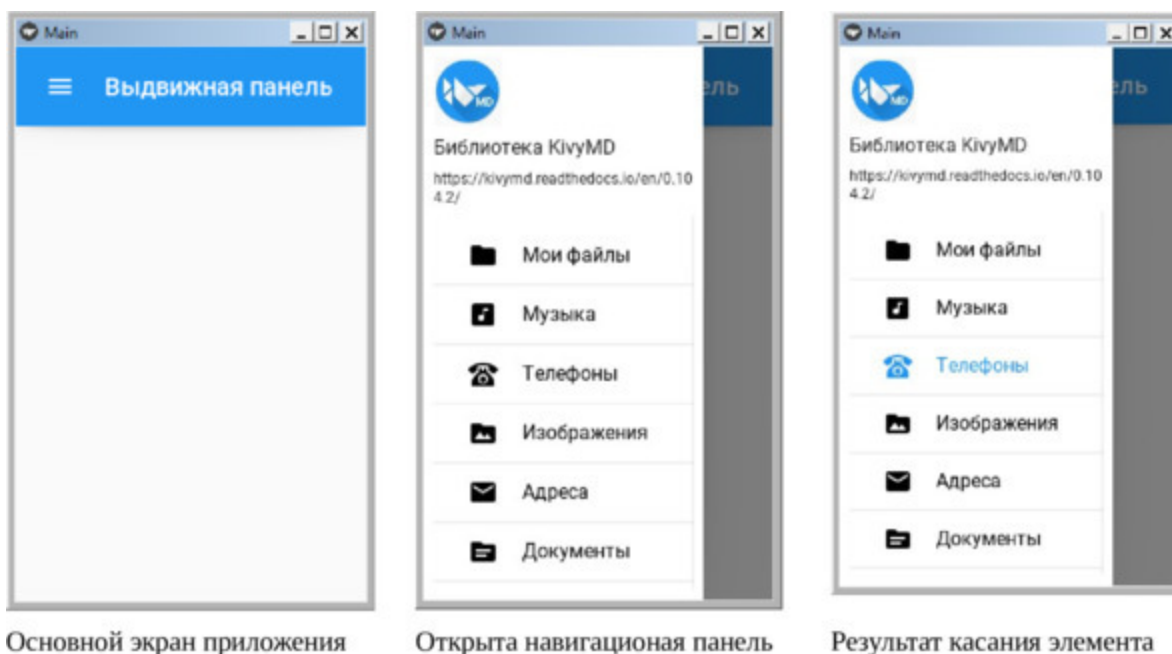 Main
Выдвижная панель
Main
ель
MD
Библиотека KivyMD
https://kivymd.readthedocs.io/en/0.10
4.2/
Мои файлы
Музыка
Телефоны
Изображения
Адреса
Документы
Main
ель
MD
Библиотека KivyMD
https://kivymd.readthedocs.io/en/0.10
4.2/
Мои файлы
Музыка
Телефоны
Изображения
Адреса
Документы
Основной экран приложения
Открыта навигационая панель
Результат касания элемента